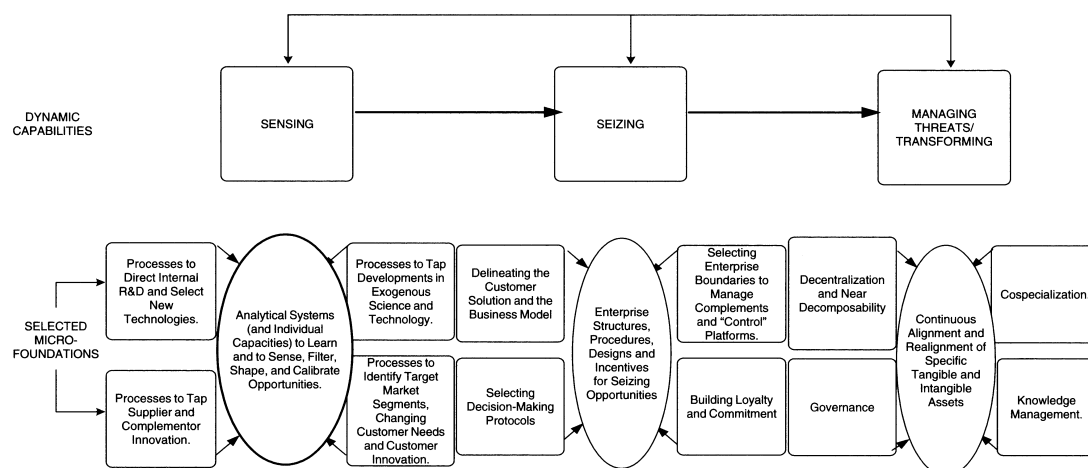 DYNAMIC
CAPABILITIES
SENSING
SEIZING
MANAGING
THREATS/
TRANSFORMING
SELECTED
MICRO-
FOUNDATIONS
Processes to
Direct Internal
R&D and Select
New
Technologies.
Processes to Tap
Supplier and
Complementor
Innovation.
Analytical Systems
(and Individual
Capacities) to Learn
and to Sense, Filter,
Shape, and Calibrate
Opportunities.
Processes to Tap
Developments in
Exogenous
Science and
Technology.
Processes to
Identify Target
Market
Segments,
Changing
Customer Needs
and Customer
Innovation.
Delineating the
Customer
Solution and the
Business Model
Selecting
Decision-Making
Protocols
Enterprise
Structures,
Procedures,
Designs and
Incentives
for Seizing
Opportunities
Selecting
Enterprise
Boundaries to
Manage
Complements
and “Control”
Platforms.
Building Loyalty
and Commitment
Decentralization
and Near
Decomposability
Governance
Continuous
Alignment and
Realignment of
Specific
Tangible and
Intangible
Assets
Cospecialization.
Knowledge
Management.